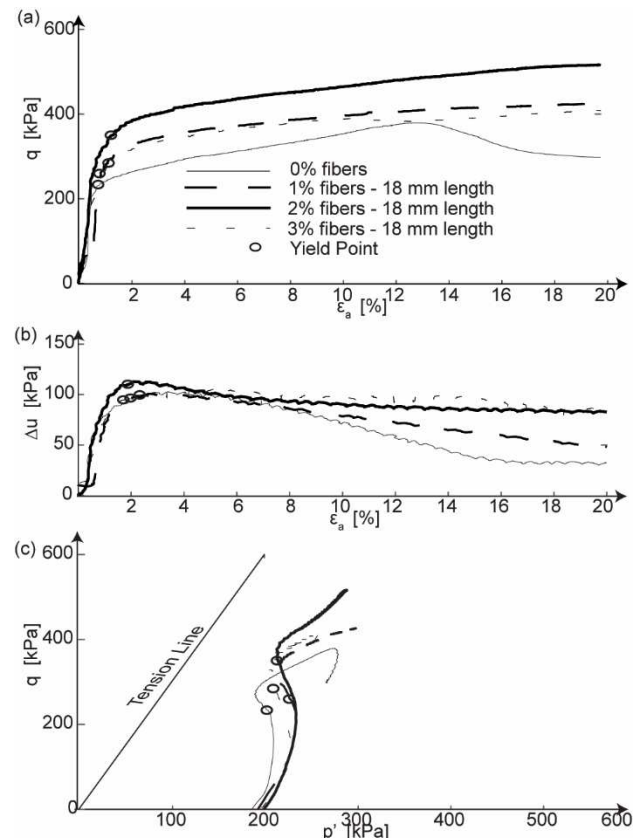 (a)
600
400
200
0
q [kPa]
0% fibers
1% fibers - 18 mm length
2% fibers - 18 mm length
3% fibers - 18 mm length
Yield Point
2 4 6 8 10 12 14 16 18 20
εa [%]
(b)
150
100
50
0
Δu [kPa]
2 4 6 8 10 12 14 16 18 20
εa [%]
(c)
600
400
200
0
q [kPa]
Tension Line
100 200 300 400 500 600
p' [kPa]